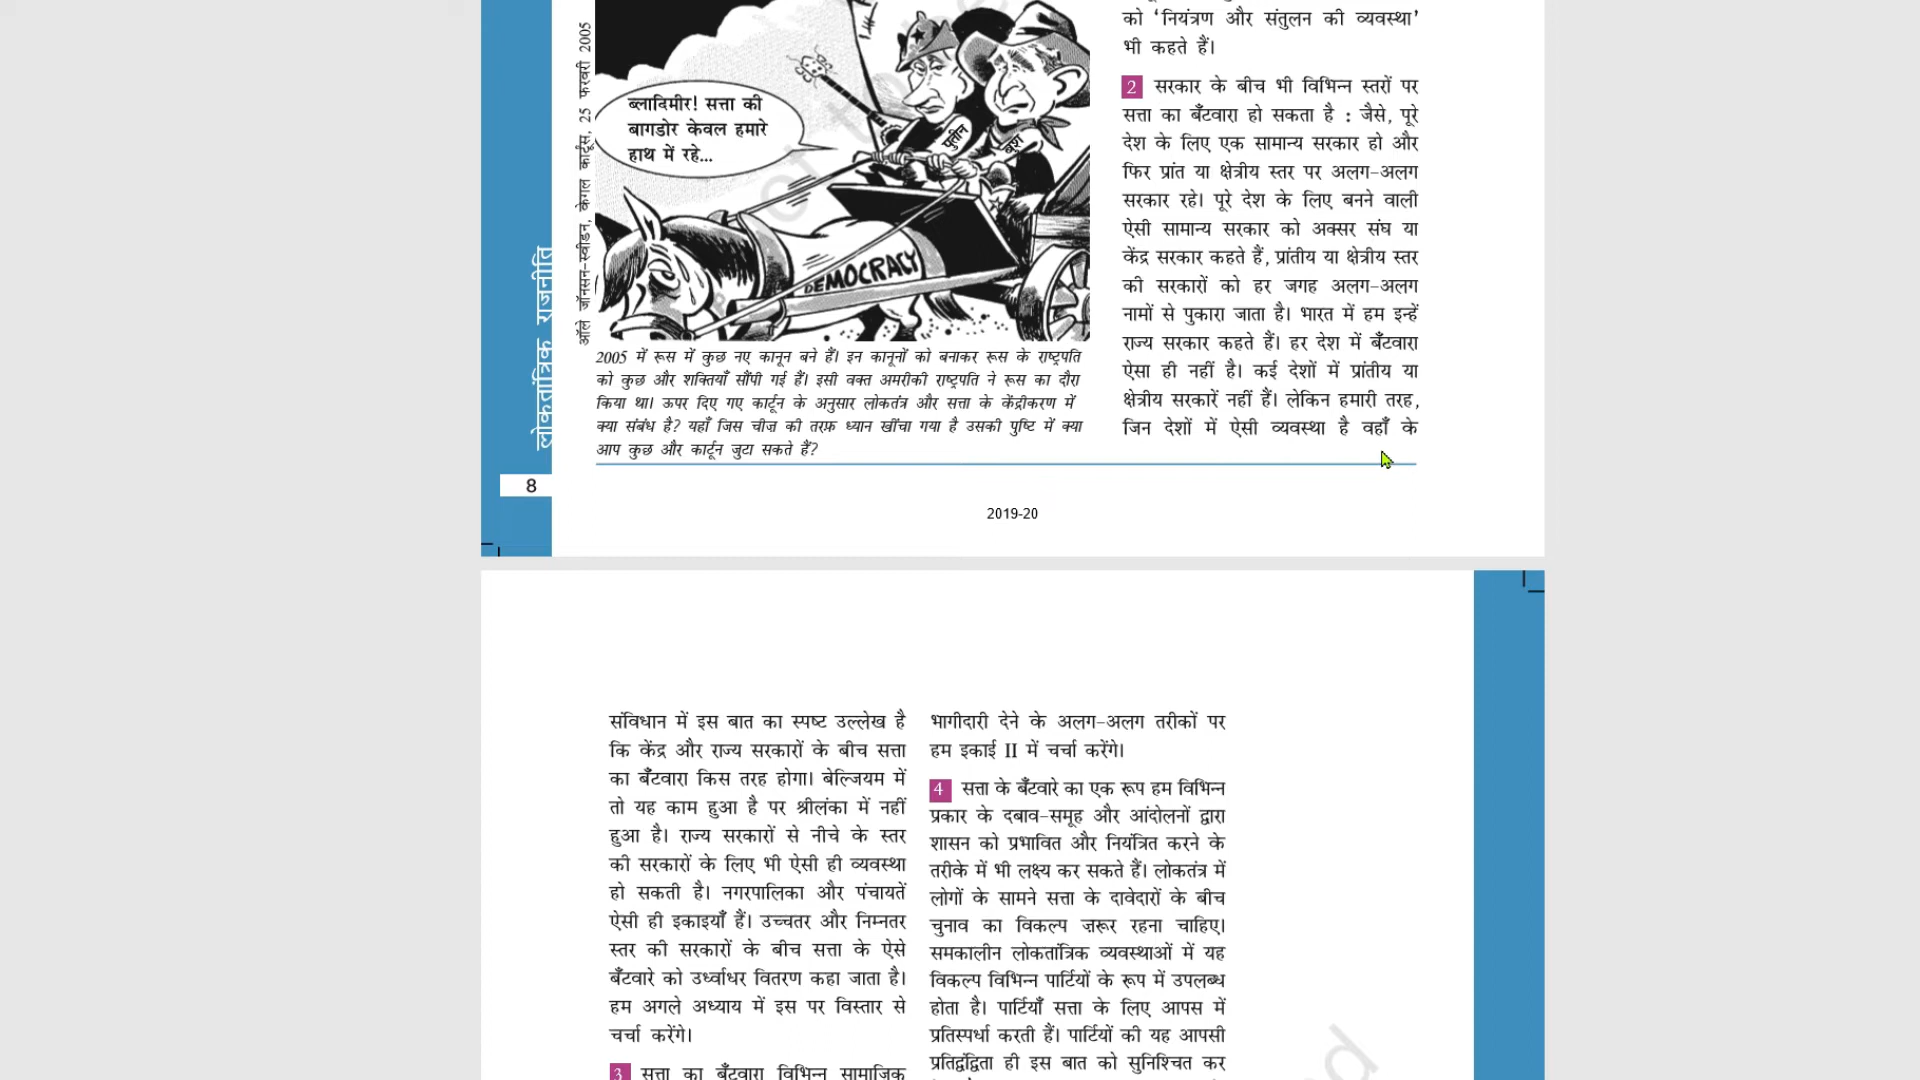 को ‘नियंत्रण और संतुलन की व्यवस्था’
भी कहते हैं।
ऑले जॉनसन-स्वीडन, केगल कार्टूंस, 25 फरवरी 2005
ब्लादिमीर! सत्ता की
बागडोर केवल हमारे
हाथ में रहे...
पुतीन
बुश
DEMOCRACY
2005 में रूस में कुछ नए कानून बने हैं। इन कानूनों को बनाकर रूस के राष्ट्रपति
को कुछ और शक्तियाँ सौंपी गई हैं। इसी वक्त अमरीकी राष्ट्रपति ने रूस का दौरा
किया था। ऊपर दिए गए कार्टून के अनुसार लोकतंत्र और सत्ता के केंद्रीकरण में
क्या संबंध है? यहाँ जिस चीज़ की तरफ़ ध्यान खींचा गया है उसकी पुष्टि में क्या
आप कुछ और कार्टून जुटा सकते हैं?
2 सरकार के बीच भी विभिन्न स्तरों पर
सत्ता का बँटवारा हो सकता है : जैसे, पूरे
देश के लिए एक सामान्य सरकार हो और
फिर प्रांत या क्षेत्रीय स्तर पर अलग-अलग
सरकार रहे। पूरे देश के लिए बनने वाली
ऐसी सामान्य सरकार को अक्सर संघ या
केंद्र सरकार कहते हैं, प्रांतीय या क्षेत्रीय स्तर
की सरकारों को हर जगह अलग-अलग
नामों से पुकारा जाता है। भारत में हम इन्हें
राज्य सरकार कहते हैं। हर देश में बँटवारा
ऐसा ही नहीं है। कई देशों में प्रांतीय या
क्षेत्रीय सरकारें नहीं हैं। लेकिन हमारी तरह,
जिन देशों में ऐसी व्यवस्था है वहाँ के
लोकतांत्रिक राजनीति
8
2019-20
संविधान में इस बात का स्पष्ट उल्लेख है
कि केंद्र और राज्य सरकारों के बीच सत्ता
का बँटवारा किस तरह होगा। बेल्जियम में
तो यह काम हुआ है पर श्रीलंका में नहीं
हुआ है। राज्य सरकारों से नीचे के स्तर
की सरकारों के लिए भी ऐसी ही व्यवस्था
हो सकती है। नगरपालिका और पंचायतें
ऐसी ही इकाइयाँ हैं। उच्चतर और निम्नतर
स्तर की सरकारों के बीच सत्ता के ऐसे
बँटवारे को उर्ध्वाधर वितरण कहा जाता है।
हम अगले अध्याय में इस पर विस्तार से
चर्चा करेंगे।
3 सत्ता का बँटवारा विभिन्न सामाजिक
भागीदारी देने के अलग-अलग तरीकों पर
हम इकाई II में चर्चा करेंगे।
4 सत्ता के बँटवारे का एक रूप हम विभिन्न
प्रकार के दबाव-समूह और आंदोलनों द्वारा
शासन को प्रभावित और नियंत्रित करने के
तरीके में भी लक्ष्य कर सकते हैं। लोकतंत्र में
लोगों के सामने सत्ता के दावेदारों के बीच
चुनाव का विकल्प ज़रूर रहना चाहिए।
समकालीन लोकतांत्रिक व्यवस्थाओं में यह
विकल्प विभिन्न पार्टियों के रूप में उपलब्ध
होता है। पार्टियाँ सत्ता के लिए आपस में
प्रतिस्पर्धा करती हैं। पार्टियों की यह आपसी
प्रतिद्वंद्विता ही इस बात को सुनिश्चित कर